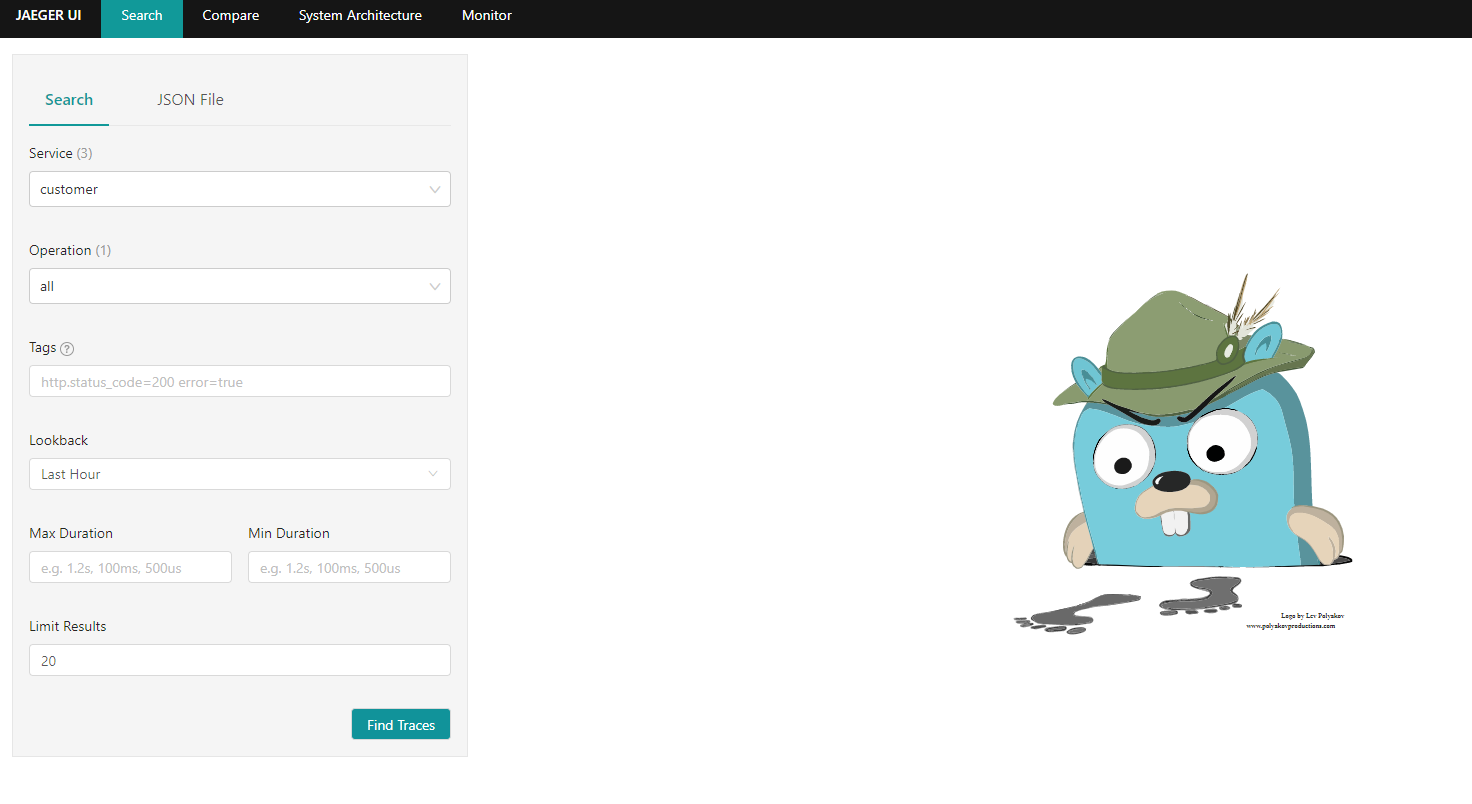 JAEGER UI Search Compare System Architecture Monitor
Search JSON File
Service (3)
customer
Operation (1)
all
Tags ?
http.status_code=200 error=true
Lookback
Last Hour
Max Duration Min Duration
e.g. 1.2s, 100ms, 500us e.g. 1.2s, 100ms, 500us
Limit Results
20
Find Traces
Logo by Lev Polyakov
www.polyakovproductions.com